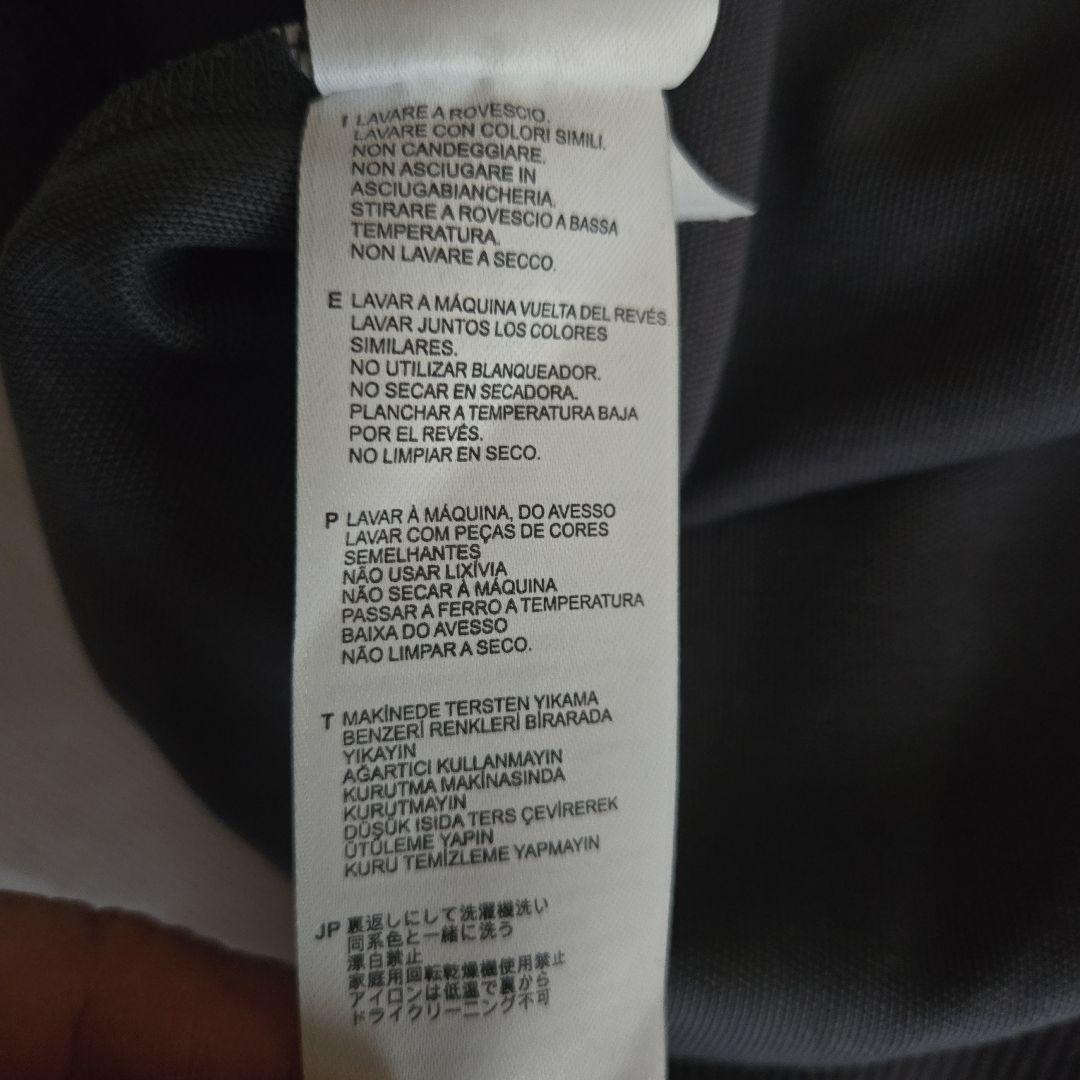 I LAVARE A ROVESCIO.
LAVARE CON COLORI SIMILI.
NON CANDEGGIARE.
NON ASCIUGARE IN
ASCIUGABIANCHERIA.
STIRARE A ROVESCIO A BASSA
TEMPERATURA.
NON LAVARE A SECCO.
E LAVAR A MÁQUINA VUELTA DEL REVÉS.
LAVAR JUNTOS LOS COLORES
SIMILARES.
NO UTILIZAR BLANQUEADOR.
NO SECAR EN SECADORA.
PLANCHAR A TEMPERATURA BAJA
POR EL REVÉS.
NO LIMPIAR EN SECO.
P LAVAR À MÁQUINA, DO AVESSO
LAVAR COM PEÇAS DE CORES
SEMELHANTES
NÃO USAR LIXÍVIA
NÃO SECAR À MÁQUINA
PASSAR A FERRO A TEMPERATURA
BAIXA DO AVESSO
NÃO LIMPAR A SECO.
T MAKİNEDE TERSTEN YIKAMA
BENZERİ RENKLERİ BİRARADA
YIKAYIN
AĞARTICI KULLANMAYIN
KURUTMA MAKİNASINDA
KURUTMAYIN
DÜŞÜK ISIDA TERS ÇEVİREREK
ÜTÜLEME YAPIN
KURU TEMİZLEME YAPMAYIN
JP 裏返しにして洗濯機洗い
同系色と一緒に洗う
漂白禁止
家庭用回転乾燥機使用禁止
アイロンは低温で裏から
ドライクリーニング不可